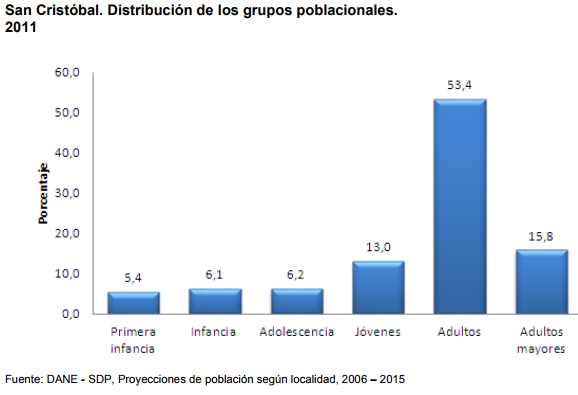 San Cristóbal. Distribución de los grupos poblacionales.
2011
Porcentaje
60,0
50,0
40,0
30,0
20,0
10,0
0,0
5,4
6,1
6,2
13,0
53,4
15,8
Primera
infancia
Infancia
Adolescencia
Jóvenes
Adultos
Adultos
mayores
Fuente: DANE - SDP, Proyecciones de población según localidad, 2006 – 2015